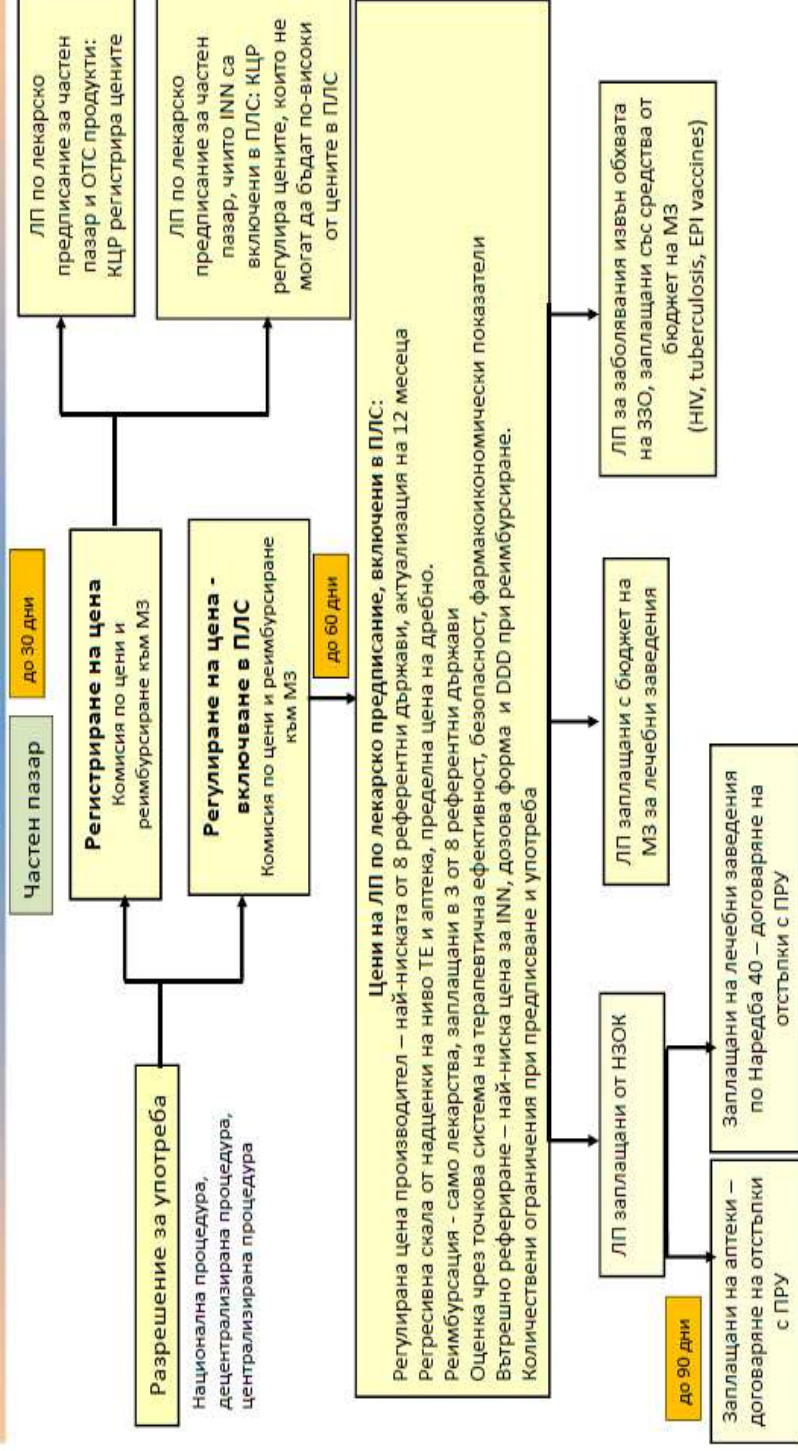 Частен пазар
до 30 дни
Разрешение за употреба
Национална процедура,
децентрализирана процедура,
централизирана процедура
Регистриране на цена
Комисия по цени и
реимбурсиране към МЗ
Регулиране на цена -
включване в ПЛС
Комисия по цени и реимбурсиране
към МЗ
ЛП по лекарско
предписание за частен
пазар и ОТС продукти:
КЦР регистрира цените
ЛП по лекарско
предписание за частен
пазар, чиито INN са
включени в ПЛС: КЦР
регулира цените, които не
могат да бъдат по-високи
от цените в ПЛС
до 60 дни
Цени на ЛП по лекарско предписание, включени в ПЛС:
Регулирана цена производител – най-ниската от 8 референтни държави, актуализация на 12 месеца
Регресивна скала от надценки на ниво ТЕ и аптека, пределна цена на дребно.
Реимбурсация - само лекарства, заплащани в 3 от 8 референтни държави
Оценка чрез точкова система на терапевтична ефективност, безопасност, фармакоикономически показатели
Вътрешно рефериране – най-ниска цена за INN, дозова форма и DDD при реимбурсиране.
Количествени ограничения при предписване и употреба
ЛП заплащани от НЗОК
ЛП заплащани с бюджет на
МЗ за лечебни заведения
ЛП за заболявания извън обхвата
на ЗЗО, заплащани със средства от
бюджет на МЗ
(HIV, tuberculosis, EPI vaccines)
до 90 дни
Заплащани на аптеки –
договаряне на отстъпки
с ПРУ
Заплащани на лечебни заведения
по Наредба 40 – договаряне на
отстъпки с ПРУ